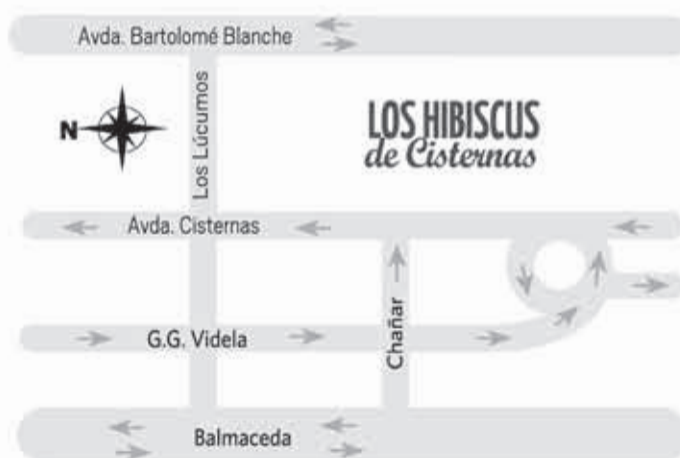 Avda. Bartolomé Blanche
Los Lúcumos
N
LOS HIBISCUS
de Cisternas
Avda. Cisternas
G.G. Videla
Chañar
Balmaceda